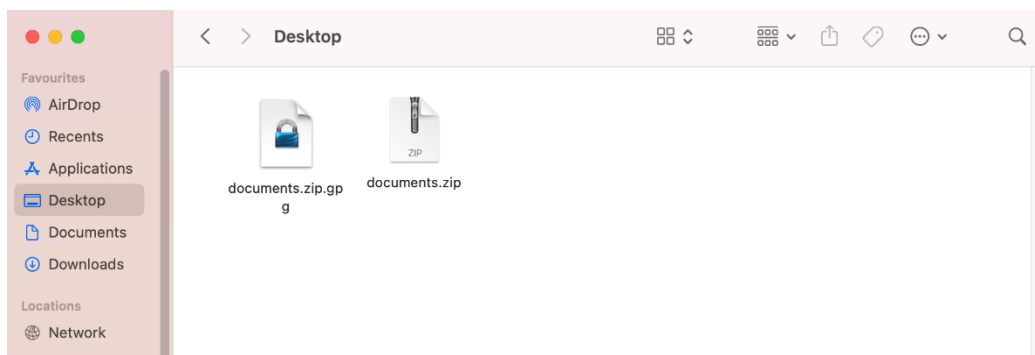 Desktop
Favourites
AirDrop
Recents
Applications
Desktop
Documents
Downloads
Locations
Network
ZIP
documents.zip.gp
g
documents.zip